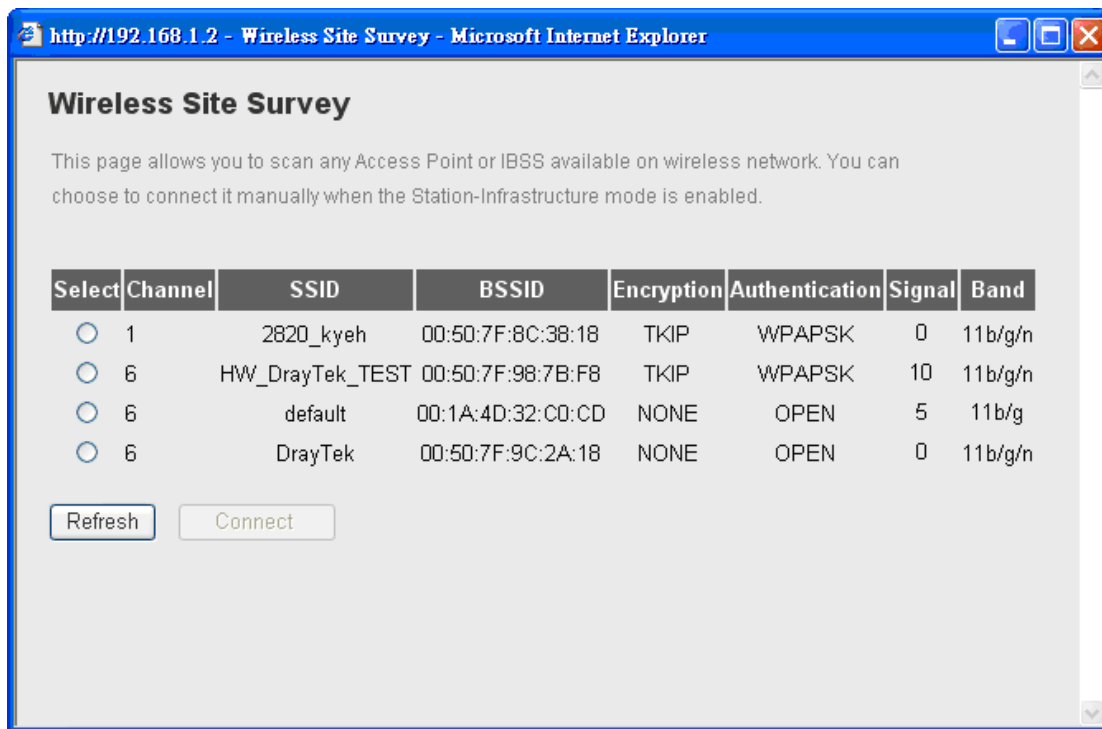 http://192.168.1.2 - Wireless Site Survey - Microsoft Internet Explorer
Wireless Site Survey
This page allows you to scan any Access Point or IBSS available on wireless network. You can
choose to connect it manually when the Station-Infrastructure mode is enabled.
Select Channel SSID BSSID Encryption Authentication Signal Band
1 2820_kyeh 00:50:7F:8C:38:18 TKIP WPAPSK 0 11b/g/n
6 HW_DrayTek_TEST 00:50:7F:98:7B:F8 TKIP WPAPSK 10 11b/g/n
6 default 00:1A:4D:32:C0:CD NONE OPEN 5 11b/g
6 DrayTek 00:50:7F:9C:2A:18 NONE OPEN 0 11b/g/n
Refresh Connect